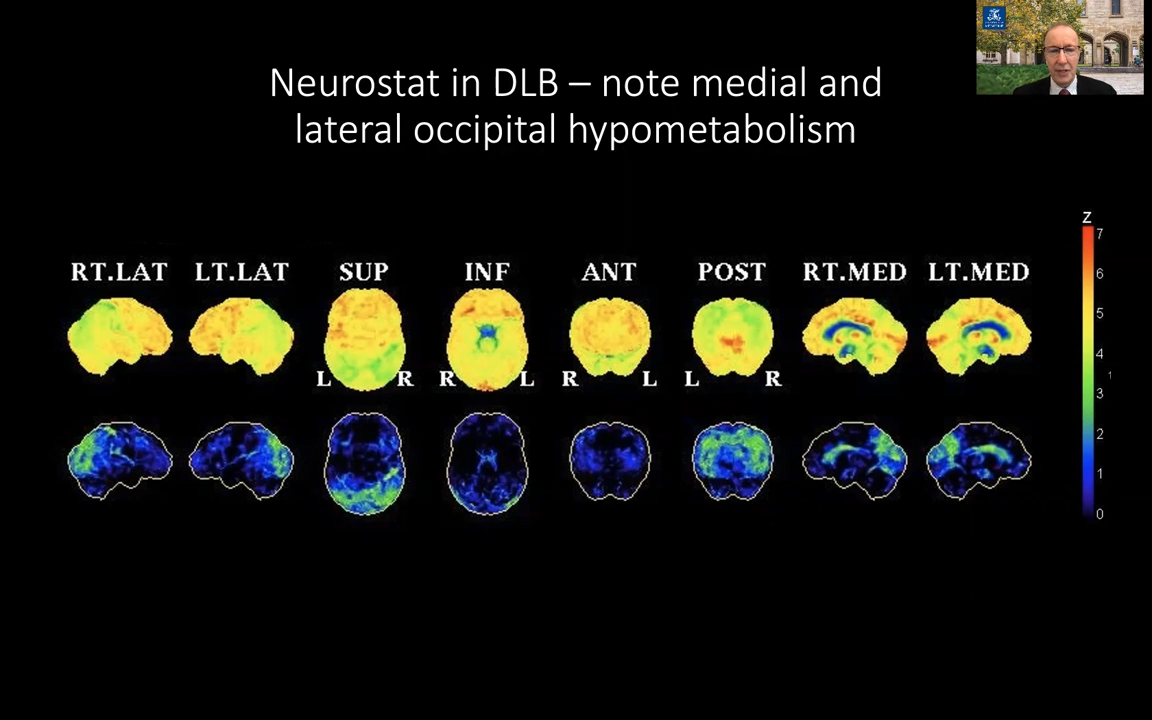 Neurostat in DLB – note medial and
lateral occipital hypometabolism
Z
7
6
5
4
3
2
1
0
1
RT.LAT LT.LAT SUP INF ANT POST RT.MED LT.MED
L R R L R L L R